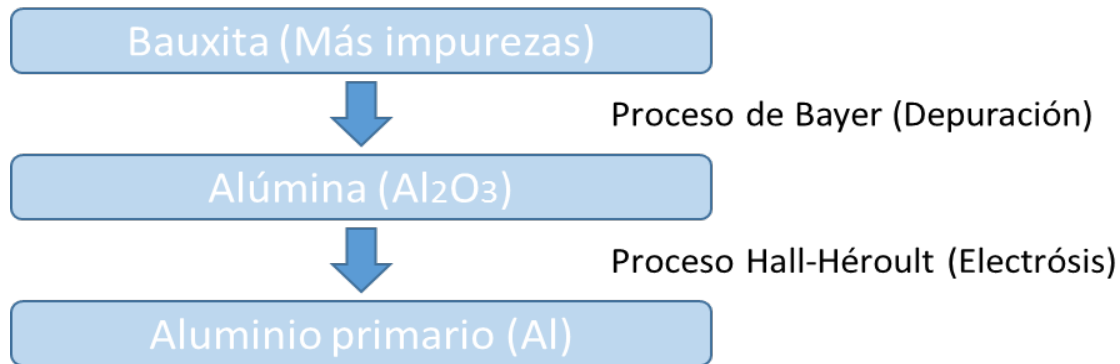 Bauxita (Más impurezas)
Proceso de Bayer (Depuración)
Alúmina (Al2O3)
Proceso Hall-Héroult (Electrósis)
Aluminio primario (Al)